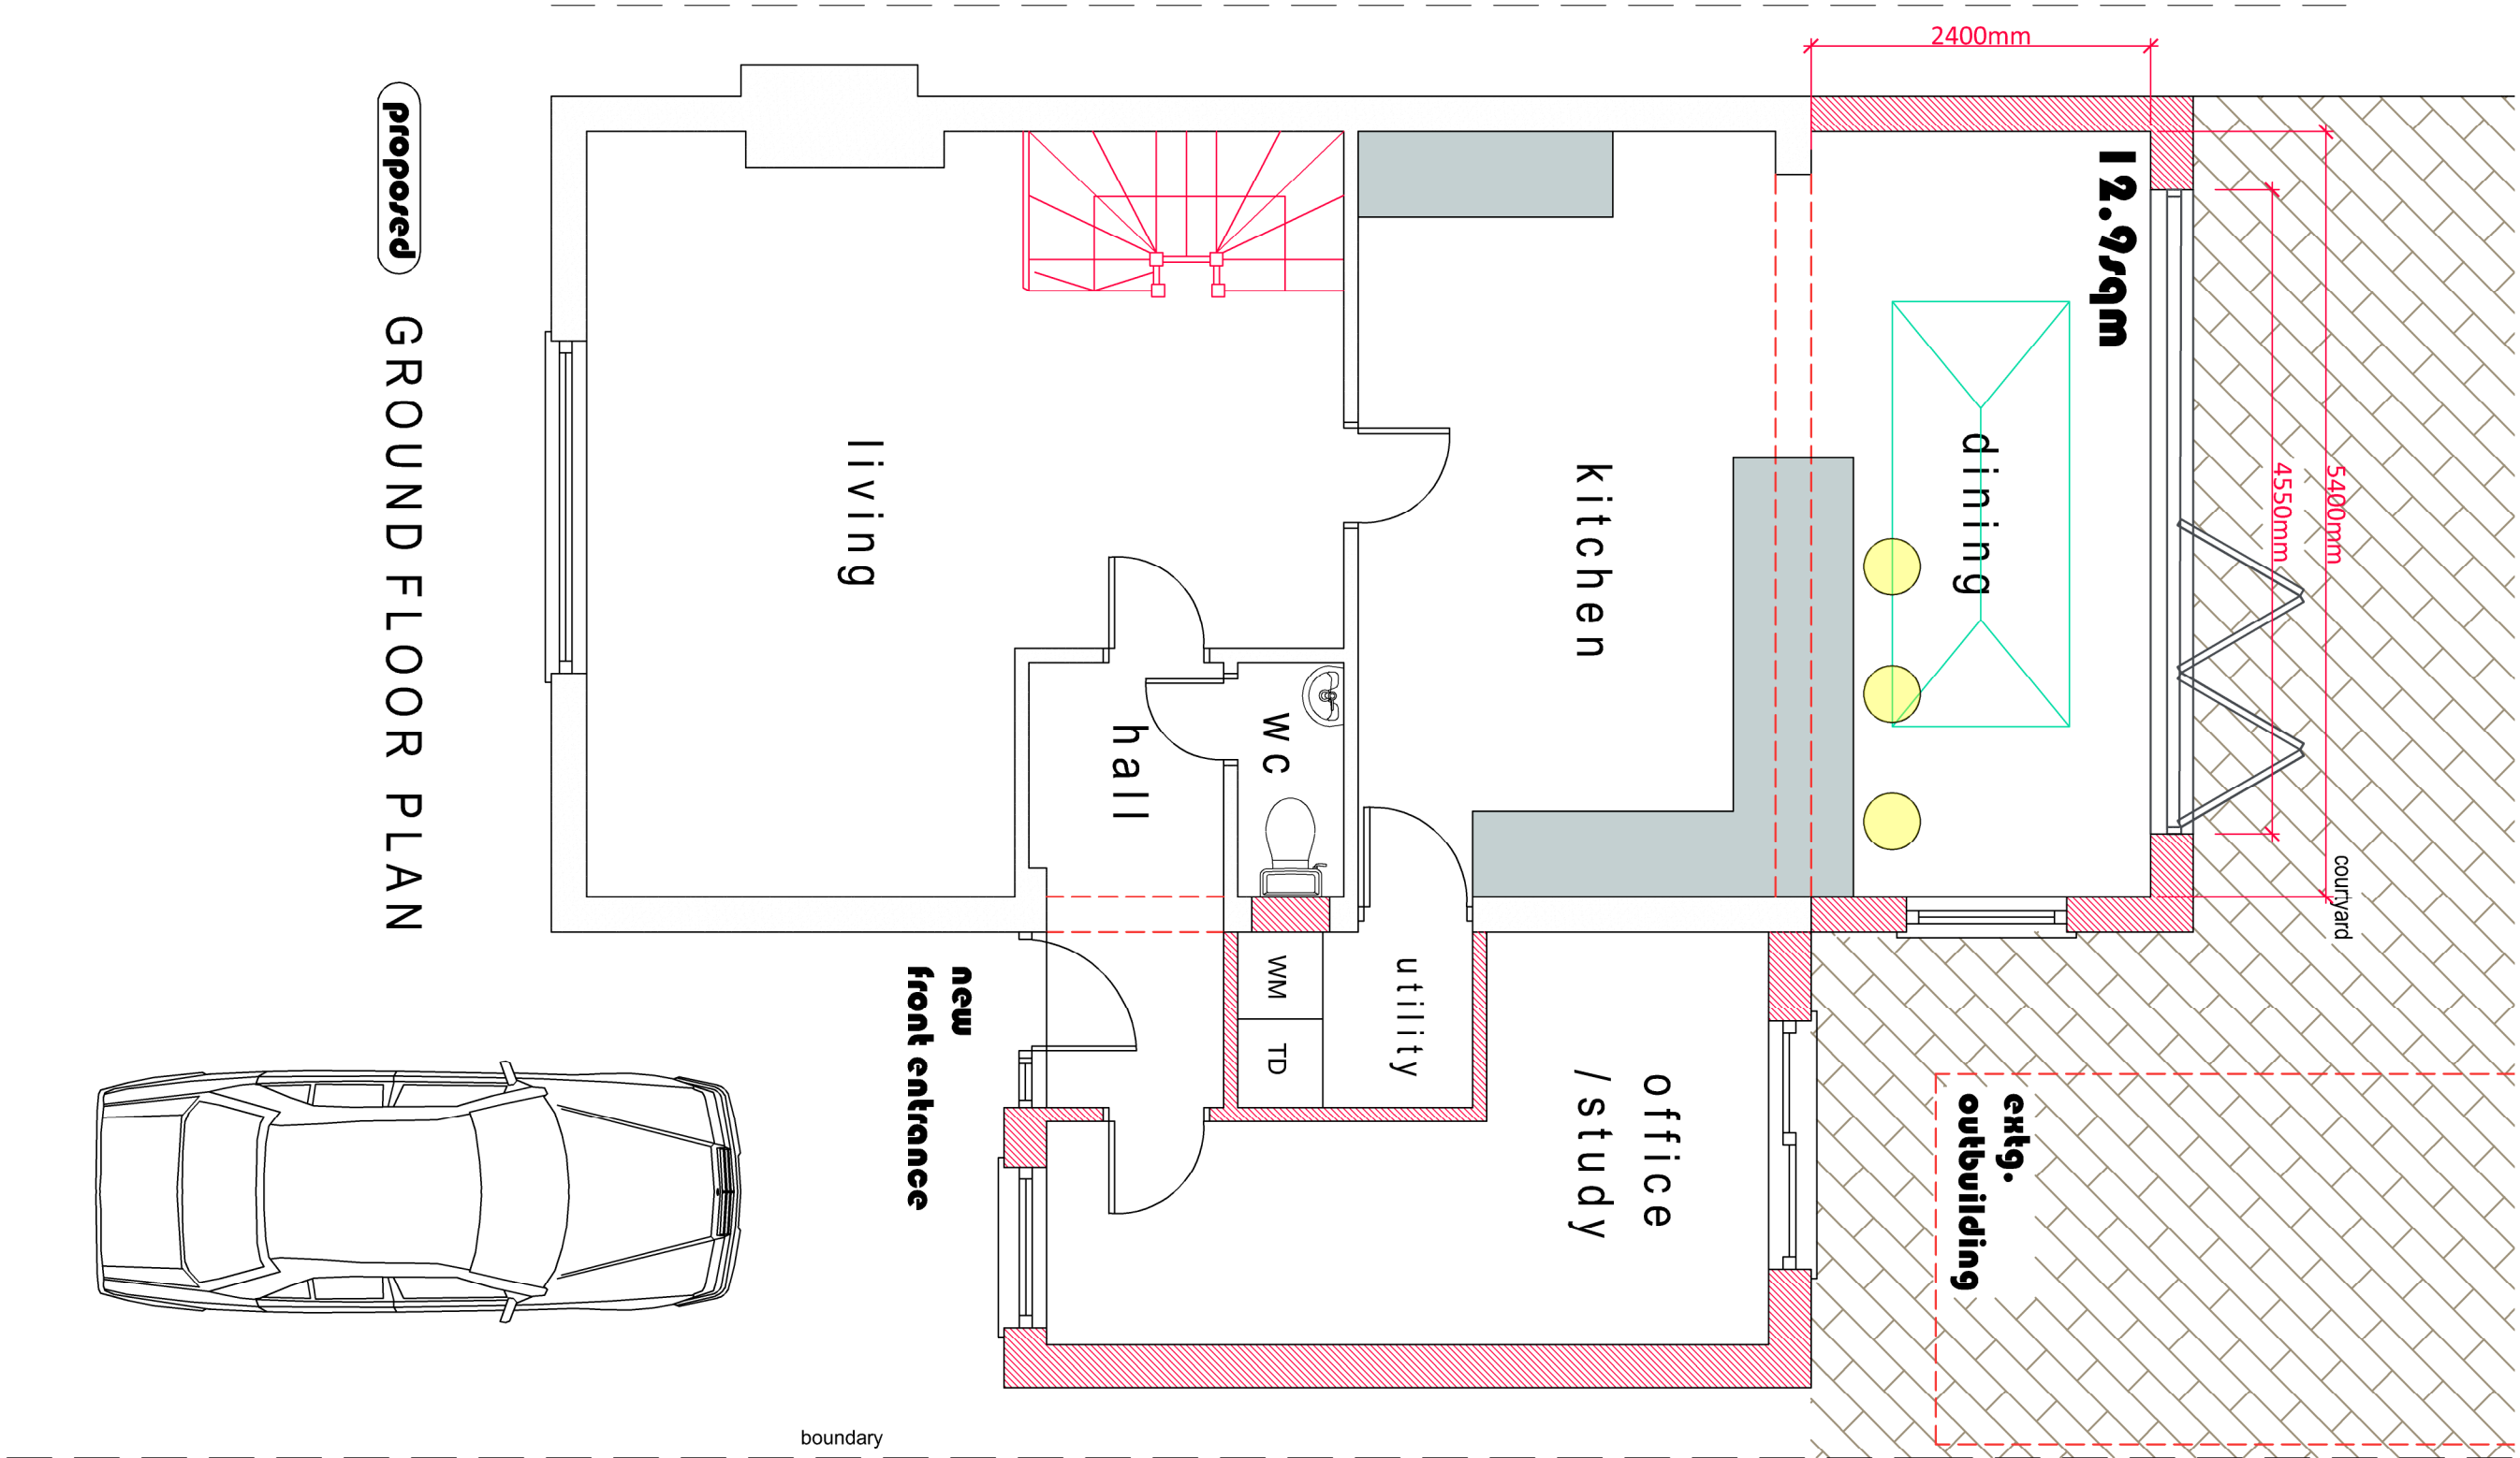 proposed
GROUND FLOOR PLAN
2400mm
12.9sqm
5400mm
4550mm
living
kitchen
dining
hall
wc
courtyard
WM
TD
utility
new
front entrance
office
/study
extg.
outbuilding
boundary